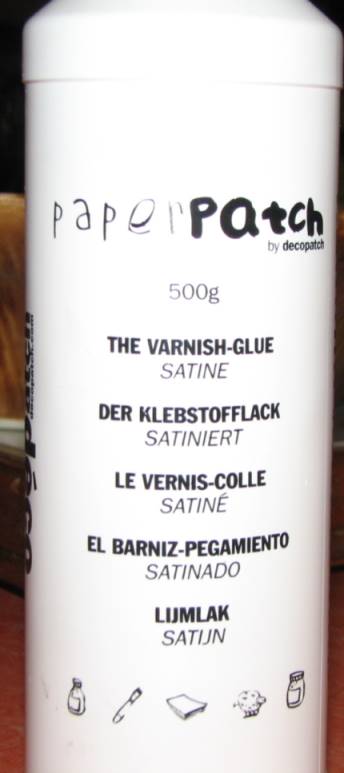 paperpatch
by decopatch
500g
THE VARNISH-GLUE
SATINE
DER KLEBSTOFFLACK
SATINIERT
LE VERNIS-COLLE
SATINÉ
EL BARNIZ-PEGAMIENTO
SATINADO
LIJMLAK
SATIJN